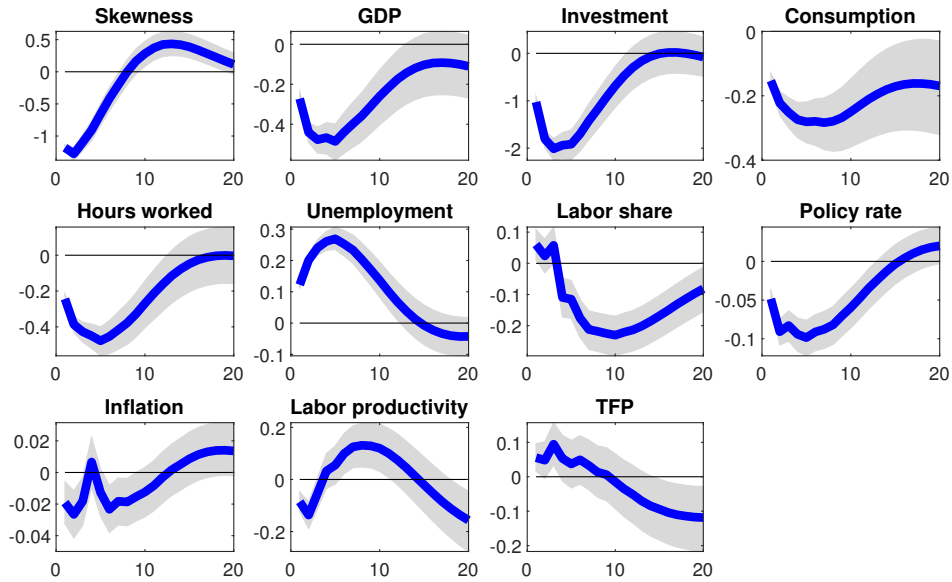 Skewness
0.5
0
-0.5
-1
0 10 20
GDP
0
-0.2
-0.4
0 10 20
Investment
0
-1
-2
0 10 20
Consumption
0
-0.2
-0.4
0 10 20
Hours worked
0
-0.2
-0.4
0 10 20
Unemployment
0.3
0.2
0.1
0
-0.1
0 10 20
Labor share
0.1
0
-0.1
-0.2
0 10 20
Policy rate
0
-0.05
-0.1
0 10 20
Inflation
0.02
0
-0.02
-0.04
0 10 20
Labor productivity
0.2
0
-0.2
0 10 20
TFP
0.1
0
-0.1
-0.2
0 10 20